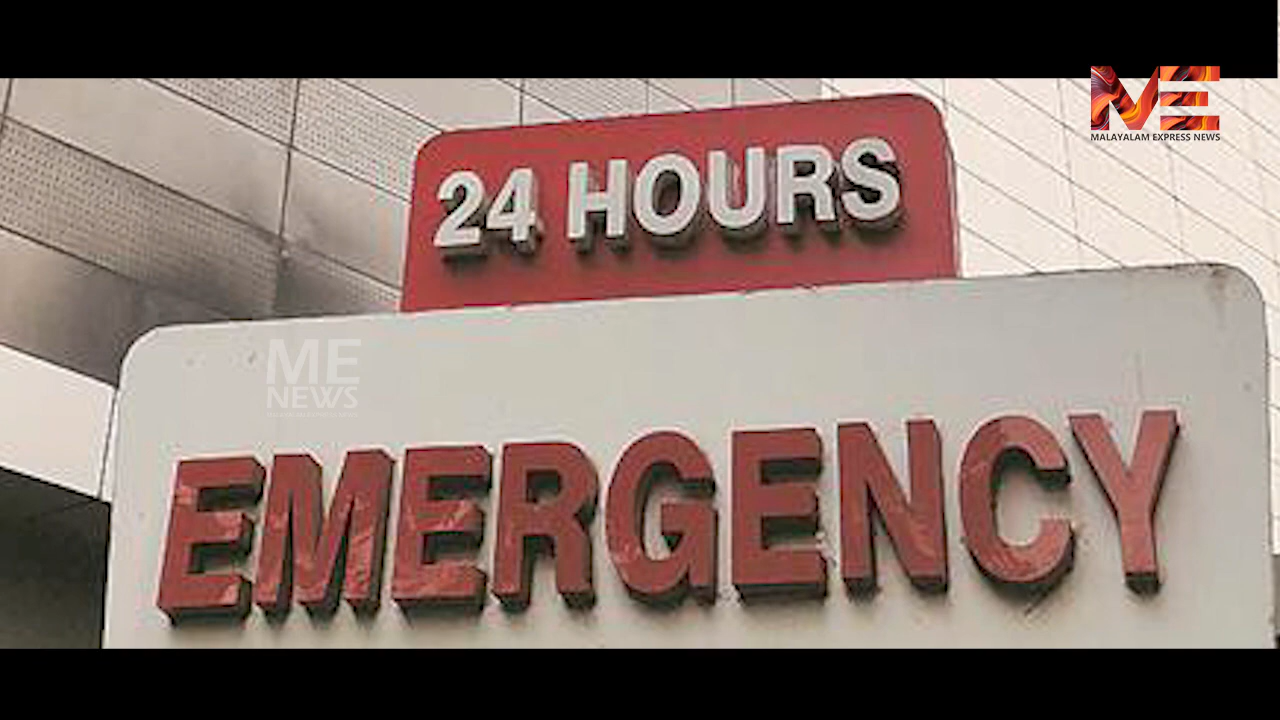 ME
MALAYALAM EXPRESS NEWS
24 HOURS
ME
NEWS
EMERGENCY